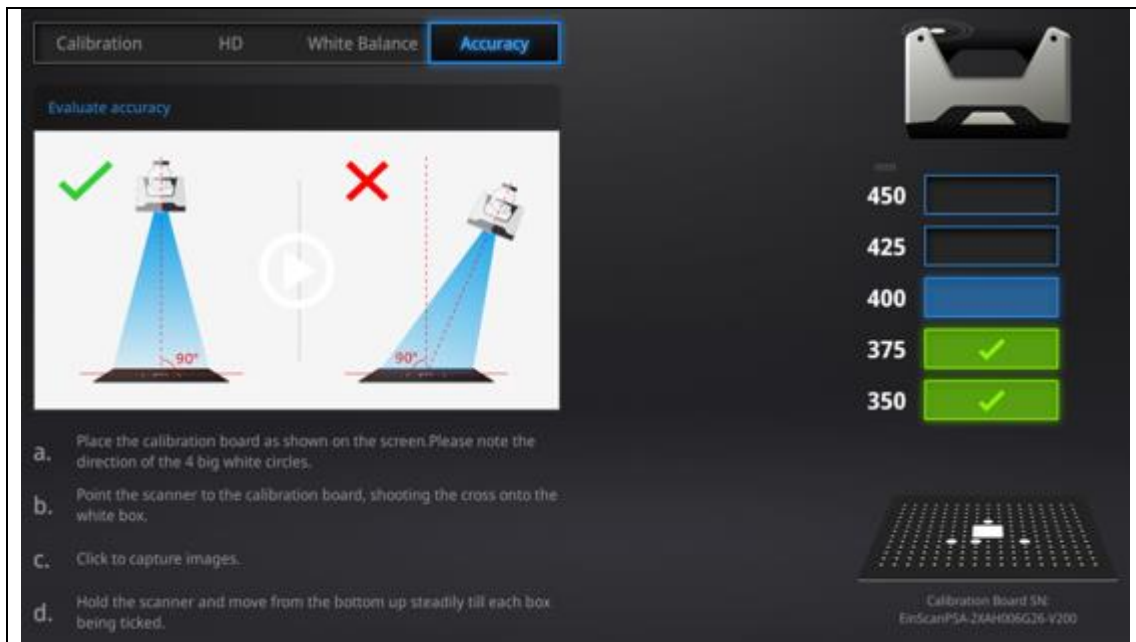 Calibration HD White Balance Accuracy
Evaluate accuracy
90°
90°
a. Place the calibration board as shown on the screen.Please note the
direction of the 4 big white circles.
b. Point the scanner to the calibration board, shooting the cross onto the
white box.
c. Click to capture images.
d. Hold the scanner and move from the bottom up steadily till each box
being ticked.
450
425
400
375
350
Calibration Board SN:
EinScanPSA-2XAH006G26-V200